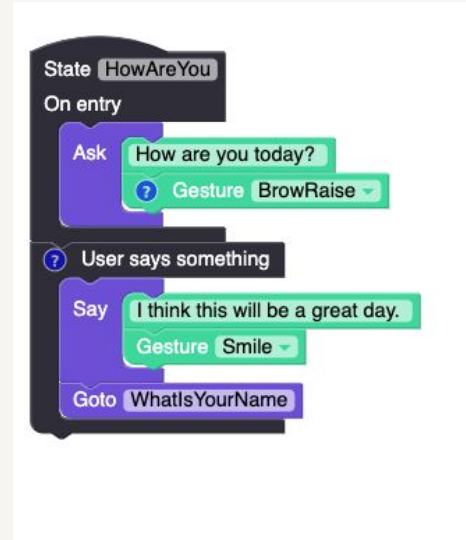 State HowAreYou
On entry
Ask How are you today?
? Gesture BrowRaise
? User says something
Say I think this will be a great day.
Gesture Smile
Goto WhatIsYourName